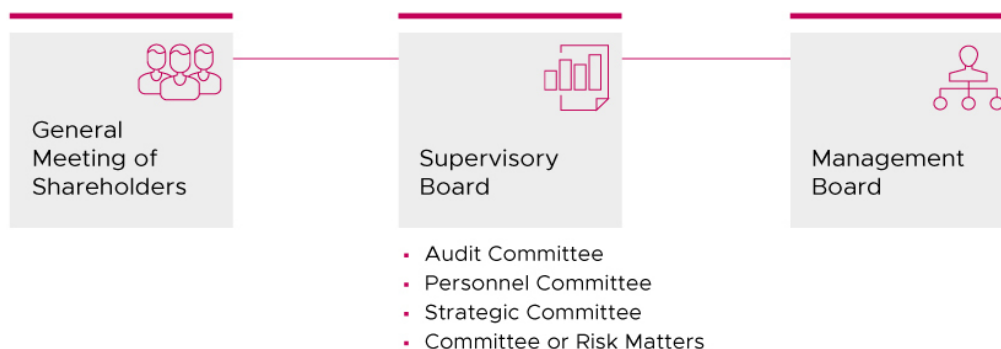 General
Meeting of
Shareholders
Supervisory
Board
Management
Board
Audit Committee
Personnel Committee
Strategic Committee
Committee or Risk Matters